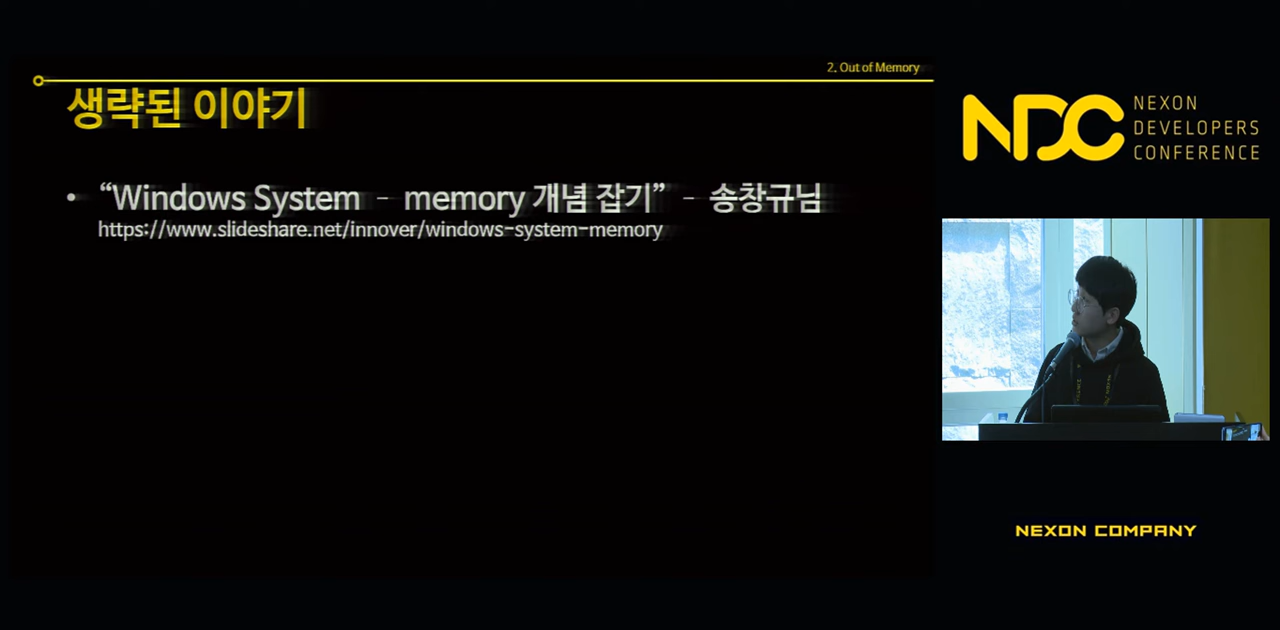 2. Out of Memory
생략된 이야기
• “Windows System - memory 개념 잡기” - 송창규님
https://www.slideshare.net/innover/windows-system-memory
NDC
NEXON
DEVELOPERS
CONFERENCE
NEXON COMPANY